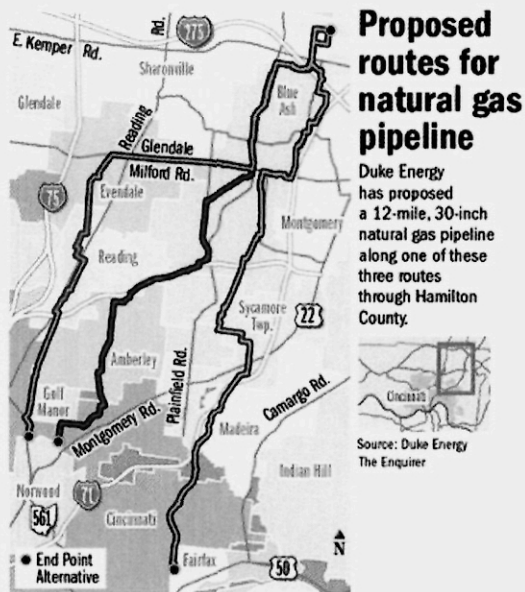 Proposed
routes for
natural gas
pipeline
Duke Energy
has proposed
a 12-mile, 30-inch
natural gas pipeline
along one of these
three routes
through Hamilton
County.
Cincinnati
Source: Duke Energy
The Enquirer
Rd.
275
E. Kemper Rd.
Sharonville
Glendale
Blue
Ash
Reading
Glendale
Milford Rd.
75
Evendale
Montgomery
Reading
Sycamore
Twp.
22
Amberley
Plainfield Rd.
Golf
Manor
Camargo Rd.
Montgomery Rd.
Madeira
Indian Hill
Norwood
71
561
Cincinnati
N
End Point
Alternative
Fairfax
50